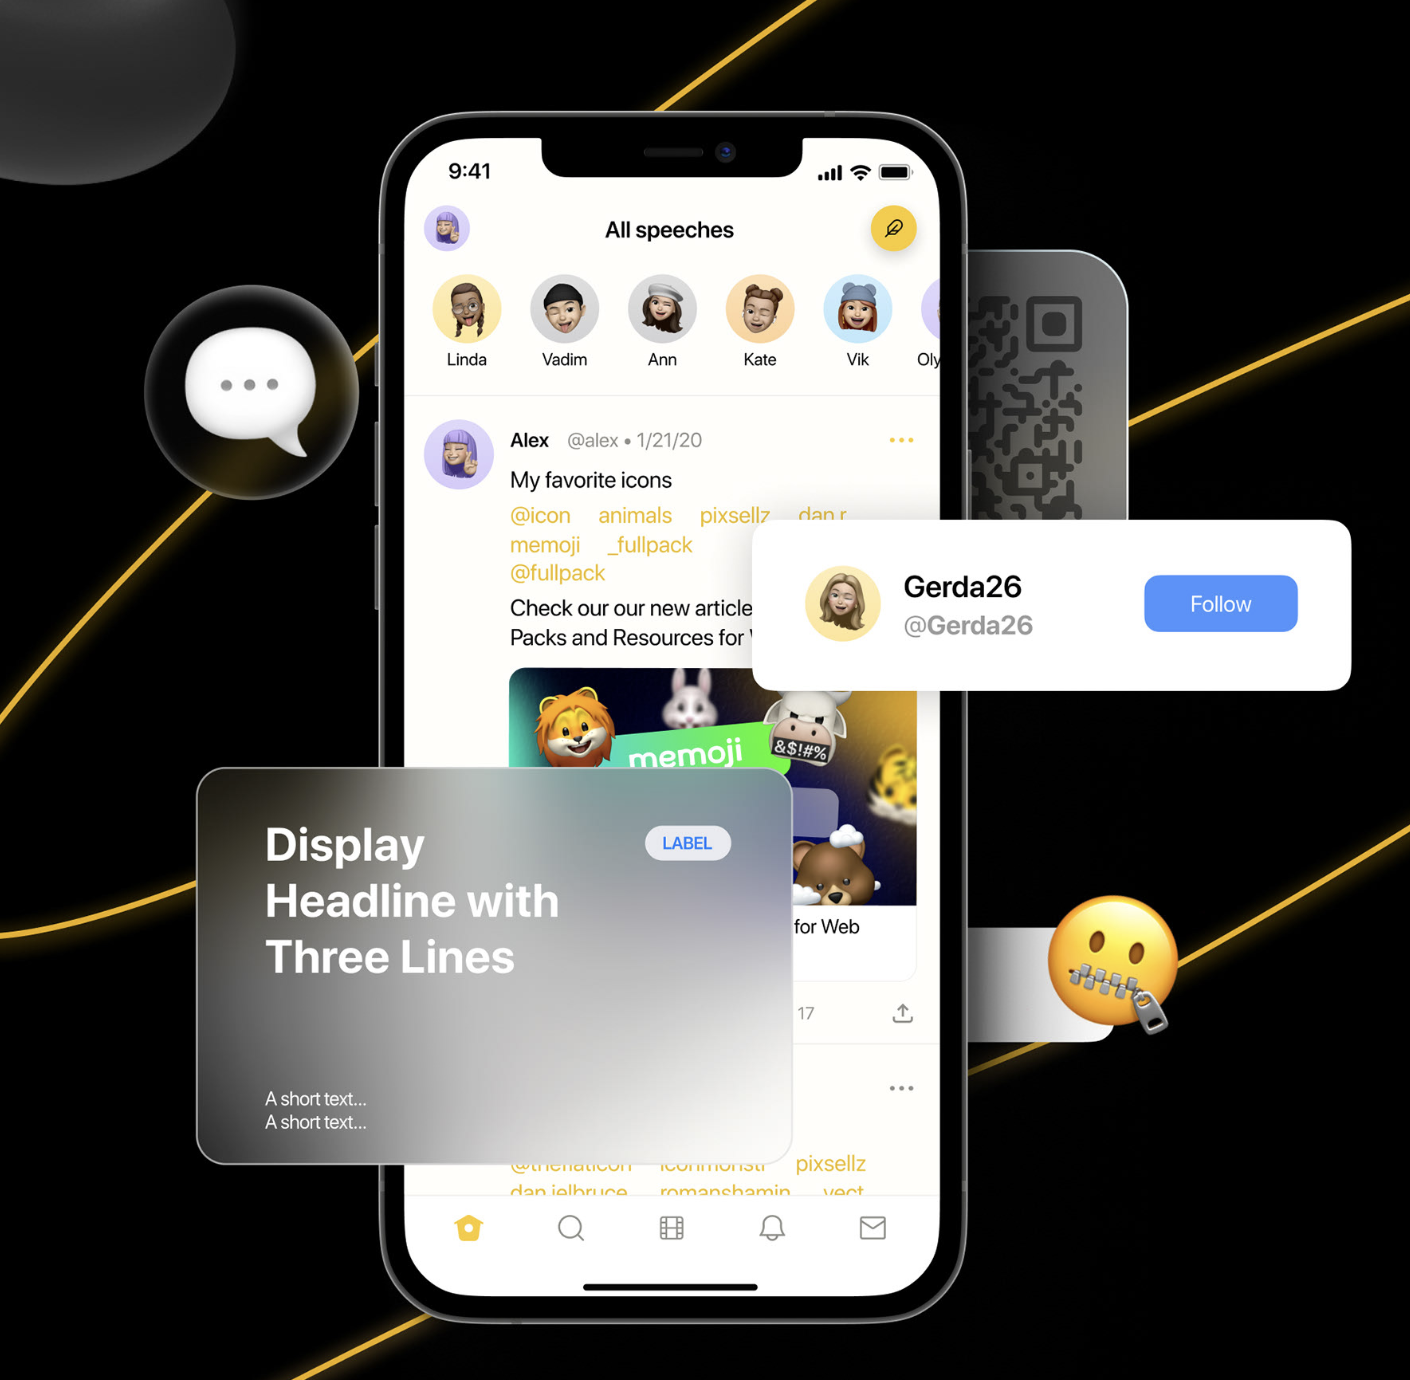 9:41
All speeches
Linda
Vadim
Ann
Kate
Vik
Oly
Alex @alex • 1/21/20
My favorite icons
@icon animals pixsellz dan.r
memoji _fullpack
@fullpack
Check our our new article
Packs and Resources for
Gerda26
@Gerda26
Follow
memoji
&$!#%
Display
Headline with
Three Lines
LABEL
for Web
17
A short text...
A short text...
@theflaticon iconmonstr pixsellz
romanshamin vect